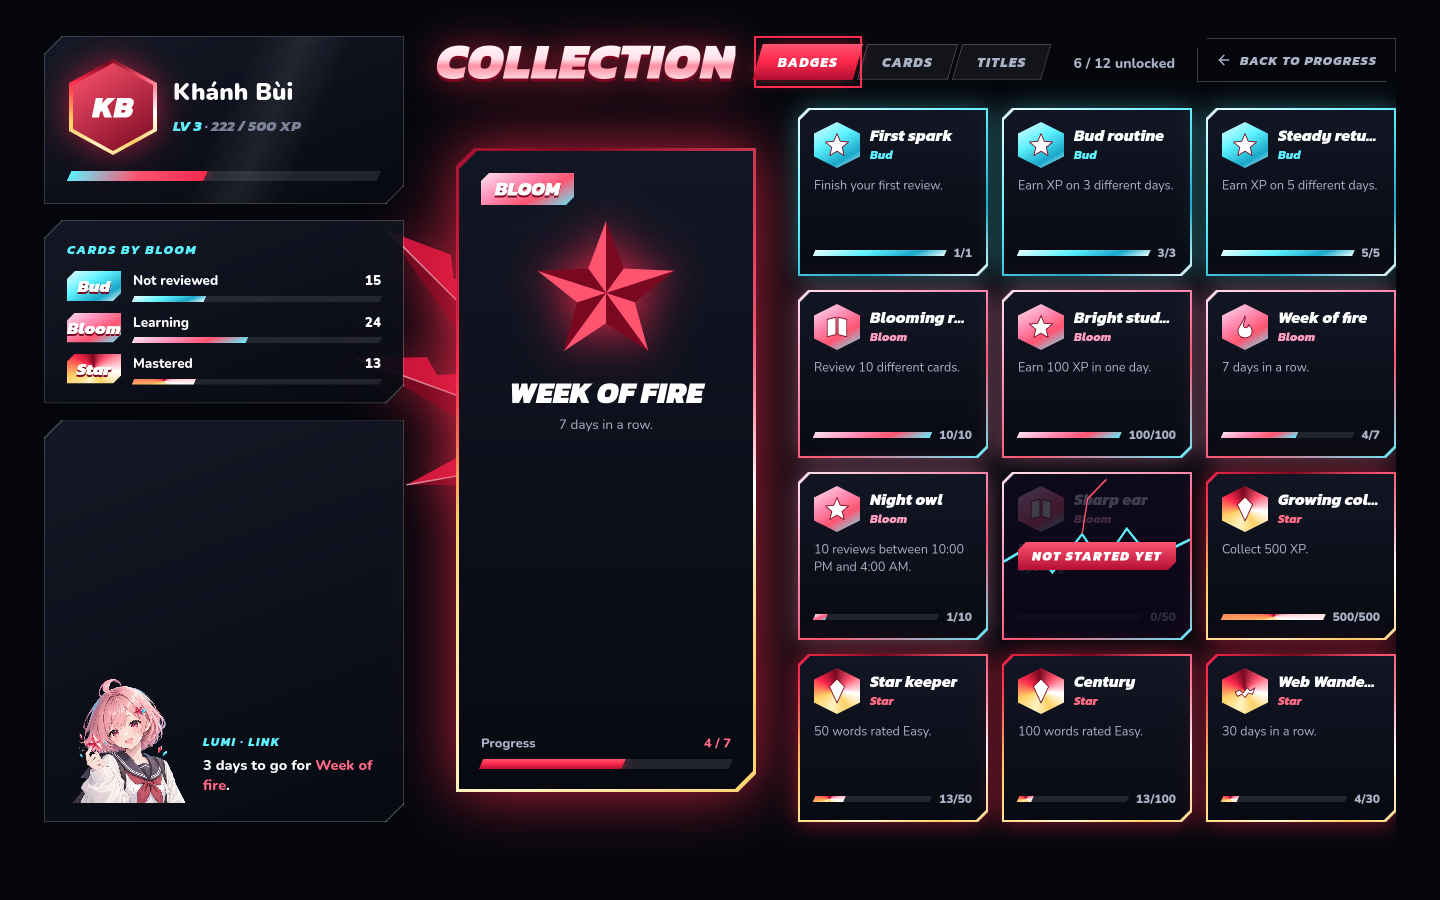 KB
Khánh Bùi
LV 3 · 222 / 500 XP
CARDS BY BLOOM
Bud Not reviewed 15
Bloom Learning 24
Star Mastered 13
LUMI · LINK
3 days to go for Week of
fire.
COLLECTION
BADGES
CARDS
TITLES
6 / 12 unlocked
BACK TO PROGRESS
BLOOM
WEEK OF FIRE
7 days in a row.
Progress 4 / 7
First spark
Bud
Finish your first review.
1/1
Bud routine
Bud
Earn XP on 3 different days.
3/3
Steady retu...
Bud
Earn XP on 5 different days.
5/5
Blooming r...
Bloom
Review 10 different cards.
10/10
Bright stud...
Bloom
Earn 100 XP in one day.
100/100
Week of fire
Bloom
7 days in a row.
4/7
Night owl
Bloom
10 reviews between 10:00
PM and 4:00 AM.
1/10
Sharp ear
Bloom
NOT STARTED YET
0/50
Growing col...
Star
Collect 500 XP.
500/500
Star keeper
Star
50 words rated Easy.
13/50
Century
Star
100 words rated Easy.
13/100
Web Wande...
Star
30 days in a row.
4/30